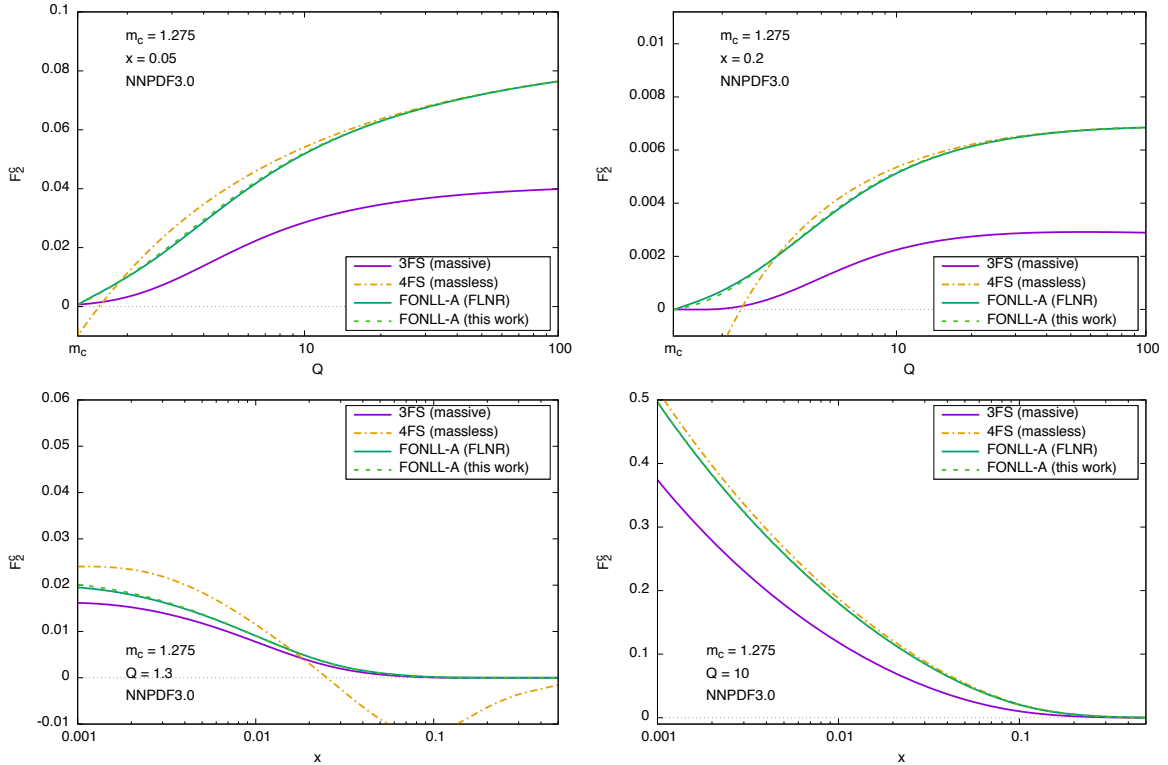 0.1
0.08
0.06
0.04
0.02
0
m_c
10
100
Q
F_2^c
m_c = 1.275
x = 0.05
NNPDF3.0
3FS (massive)
4FS (massless)
FONLL-A (FLNR)
FONLL-A (this work)
0.01
0.008
0.006
0.004
0.002
0
m_c
10
100
Q
F_2^c
m_c = 1.275
x = 0.2
NNPDF3.0
3FS (massive)
4FS (massless)
FONLL-A (FLNR)
FONLL-A (this work)
0.06
0.05
0.04
0.03
0.02
0.01
0
-0.01
0.001
0.01
0.1
x
F_2^c
3FS (massive)
4FS (massless)
FONLL-A (FLNR)
FONLL-A (this work)
m_c = 1.275
Q = 1.3
NNPDF3.0
0.5
0.4
0.3
0.2
0.1
0
0.001
0.01
0.1
x
F_2^c
3FS (massive)
4FS (massless)
FONLL-A (FLNR)
FONLL-A (this work)
m_c = 1.275
Q = 10
NNPDF3.0